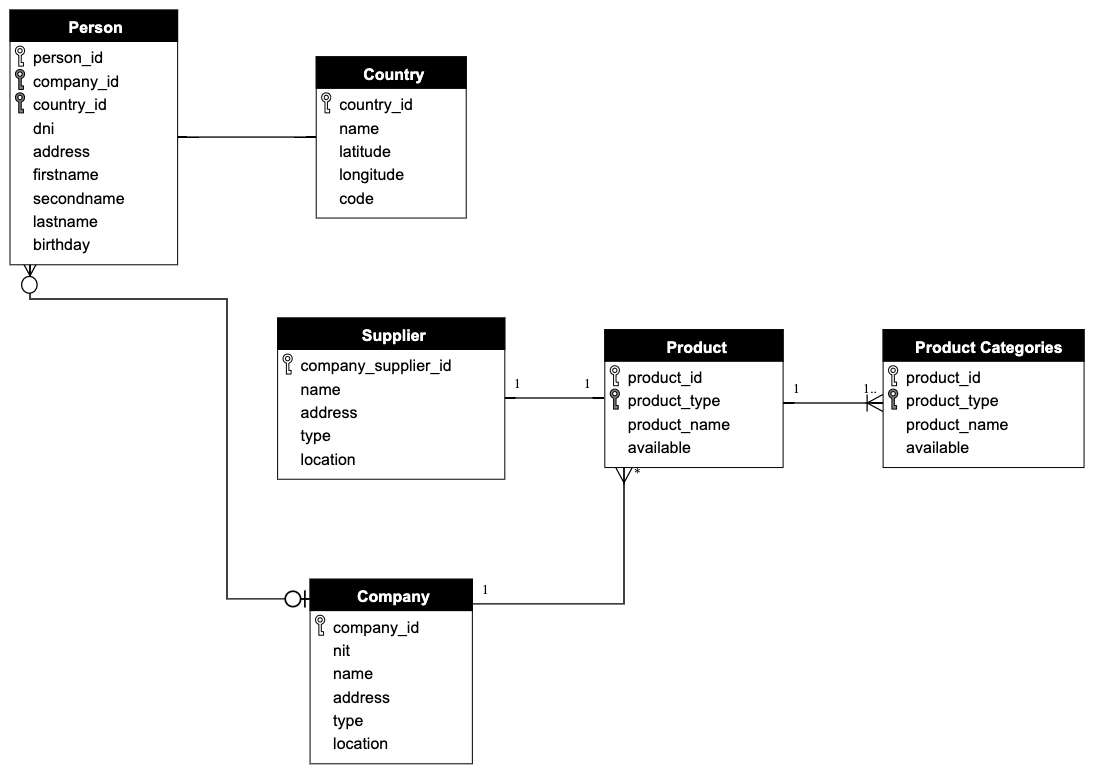 Person
person_id
company_id
country_id
dni
address
firstname
secondname
lastname
birthday
Country
country_id
name
latitude
longitude
code
Supplier
company_supplier_id
name
address
type
location
1
1
Product
product_id
product_type
product_name
available
1
1..
*
Product Categories
product_id
product_type
product_name
available
Company
company_id
nit
name
address
type
location
1